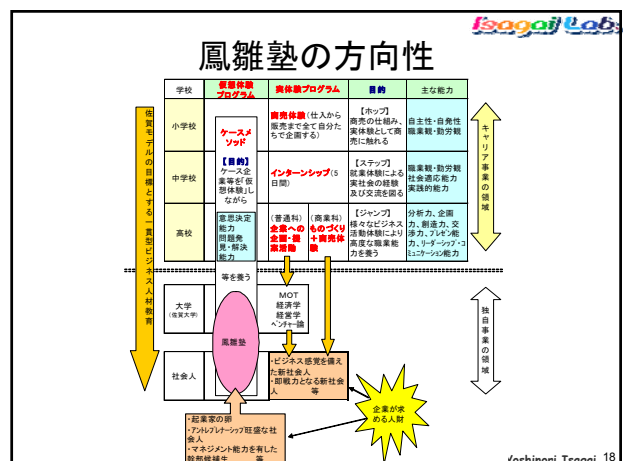 Isagai Lab.
鳳雛塾の方向性
学校
仮想体験
プログラム
実体験プログラム
目的
主な能力
小学校
商売体験(仕入から
販売まで全て自分た
ちで企画する)
【ホップ】
商売の仕組み、
実体験として商
売に触れる
自主性・自発性
職業観・勤労観
ケースメ
ソッド
【目的】
ケース企
業等を「仮
想体験」し
ながら
中学校
インターンシップ(5
日間)
【ステップ】
就業体験による
実社会の経験
及び交流を図る
職業観・勤労観
社会適応能力
実践的能力
高校
意思決定
能力
問題発
見・解決
能力
(普通科)
企業への
企画・提
案活動
(商業科)
ものづくり
+商売体
験
【ジャンプ】
様々なビジネス
活動体験により
高度な職業能
力を養う
分析力、企画
力、創造力、交
渉力、プレゼン能
力、リーダーシップ・コ
ミュニケーション能力
等を養う
大学
(佐賀大学)
MOT
経済学
経営学
ベンチャー論
鳳雛塾
社会人
・ビジネス感覚を備え
た新社会人
・即戦力となる新社会
人 等
佐賀モデルの目標とする一貫型ビジネス人材教育
キャリア事業の領域
独自事業の領域
企業が求
める人財
・起業家の卵
・アントレプレナーシップ旺盛な社
会人
・マネジメント能力を有した
幹部候補生 等
Yoshinori Isagai 18